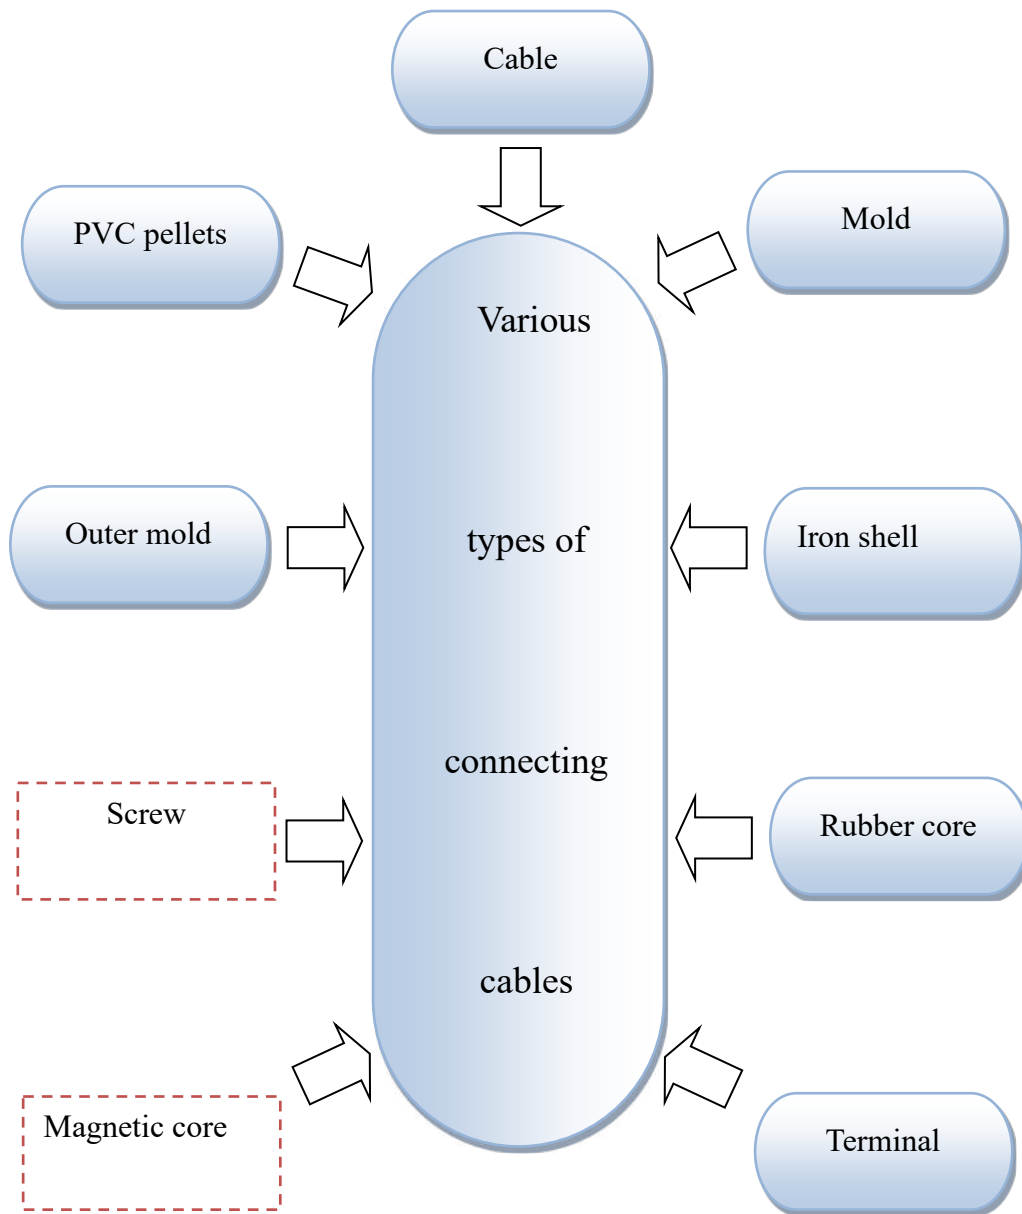 Cable
PVC pellets
Mold
Various
types of
connecting
cables
Outer mold
Iron shell
Screw
Rubber core
Magnetic core
Terminal